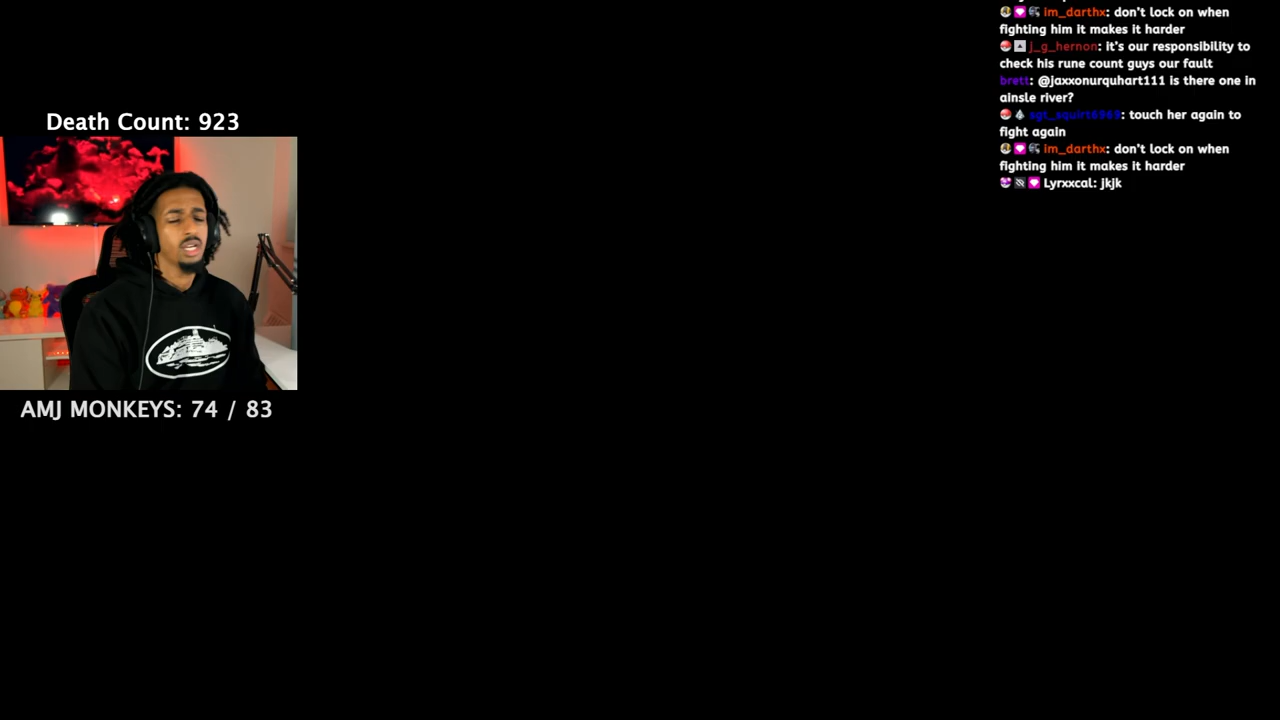 im_darthx: don't lock on when
fighting him it makes it harder
j_g_hernon: it's our responsibility to
check his rune count guys our fault
brett: @jaxxonurquhart111 is there one in
ainsle river?
sgt_squirt6969: touch her again to
fight again
im_darthx: don't lock on when
fighting him it makes it harder
Lyrxxcal: jkjk
Death Count: 923
AMJ MONKEYS: 74 / 83